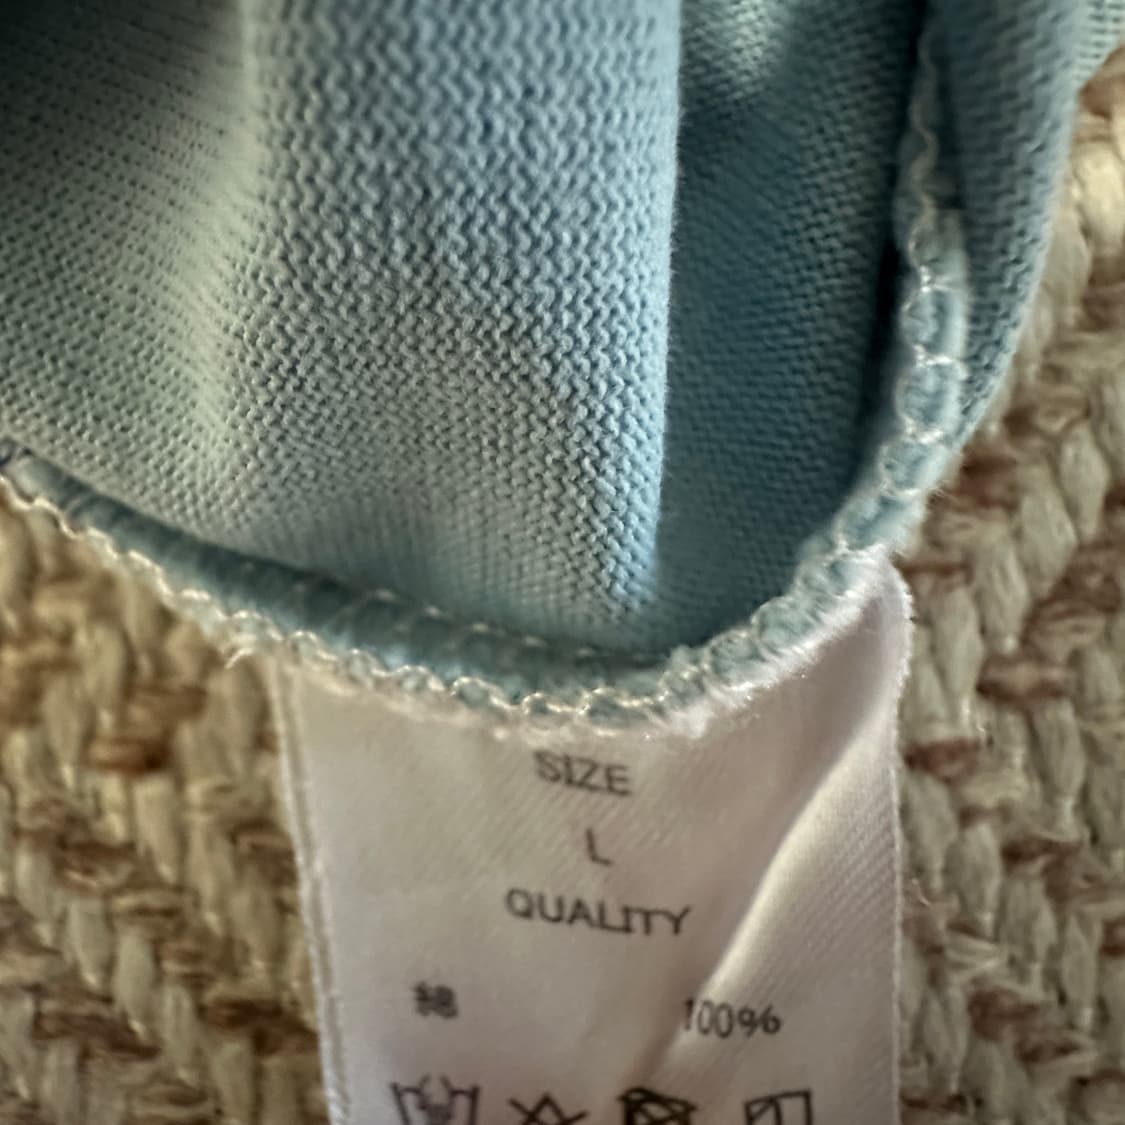 SIZE
L
QUALITY
棉 100%